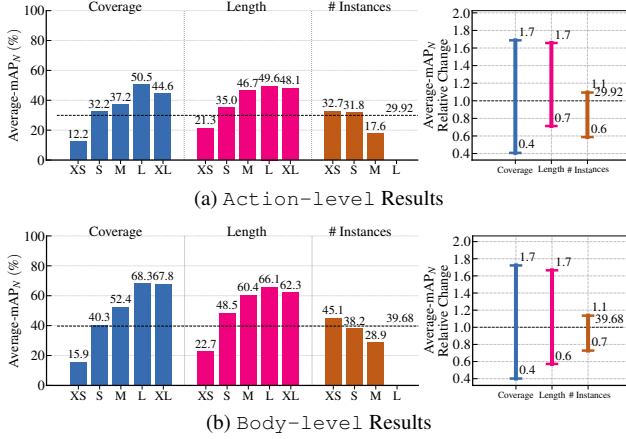 Coverage Length # Instances
Average-mAP_N (%)
100
80
60
40
20
0
12.2 32.2 37.2 50.5 44.6 21.3 35.0 46.7 49.6 48.1 32.7 31.8 17.6 29.92
XS S M L XL XS S M L XL XS S M L
Average-mAP_N
Relative Change
2.0
1.8
1.6
1.4
1.2
1.0
0.8
0.6
0.4
1.7 1.7 1.1
29.92
0.4 0.7 0.6
Coverage Length # Instances
(a) Action-level Results
Coverage Length # Instances
Average-mAP_N (%)
100
80
60
40
20
0
15.9 40.3 52.4 68.3 67.8 22.7 48.5 60.4 66.1 62.3 45.1 38.2 28.9 39.68
XS S M L XL XS S M L XL XS S M L
Average-mAP_N
Relative Change
2.0
1.8
1.6
1.4
1.2
1.0
0.8
0.6
0.4
1.7 1.7 1.1
39.68
0.4 0.6 0.7
Coverage Length # Instances
(b) Body-level Results